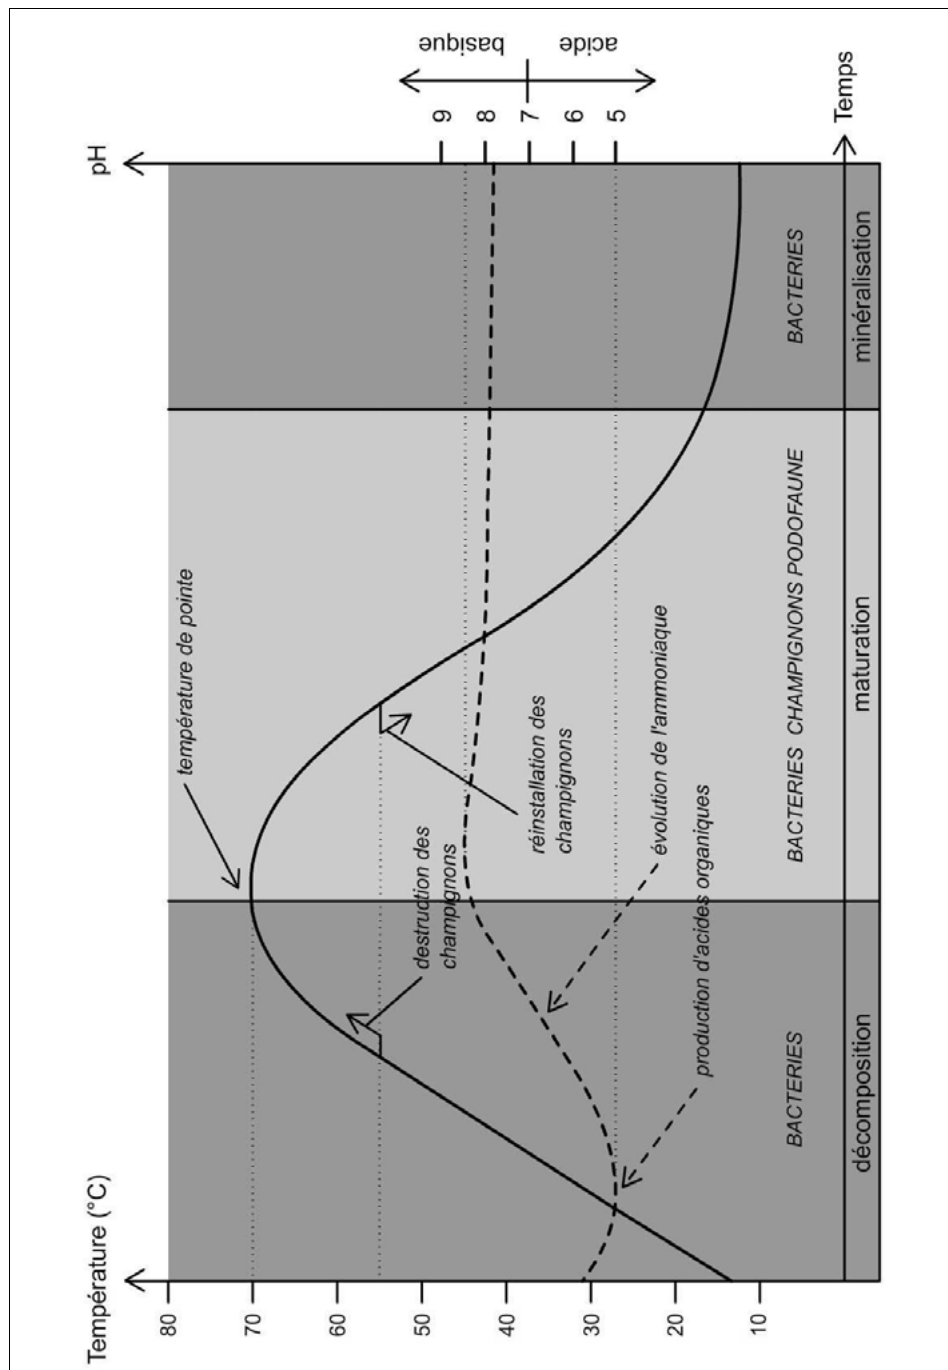 Température (°C)
pH
80
70
60
50
40
30
20
10
température de pointe
destruction des
champignons
réinstallation des
champignons
évolution de l'ammoniaque
production d'acides organiques
BACTERIES
BACTERIES CHAMPIGNONS PODOFAUNE
BACTERIES
décomposition
maturation
minéralisation
Temps
9
8
7
6
5
basique
acide